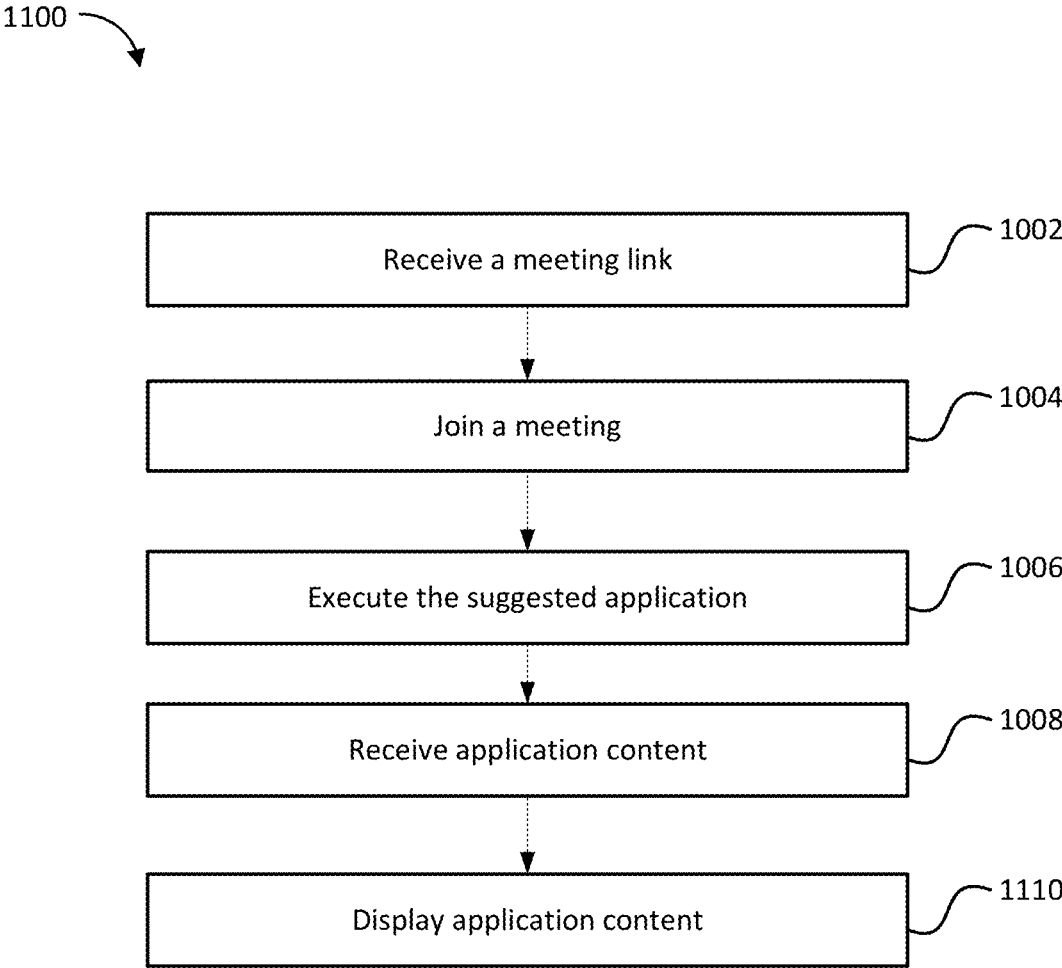 1100
Receive a meeting link
1002
Join a meeting
1004
Execute the suggested application
1006
Receive application content
1008
Display application content
1110